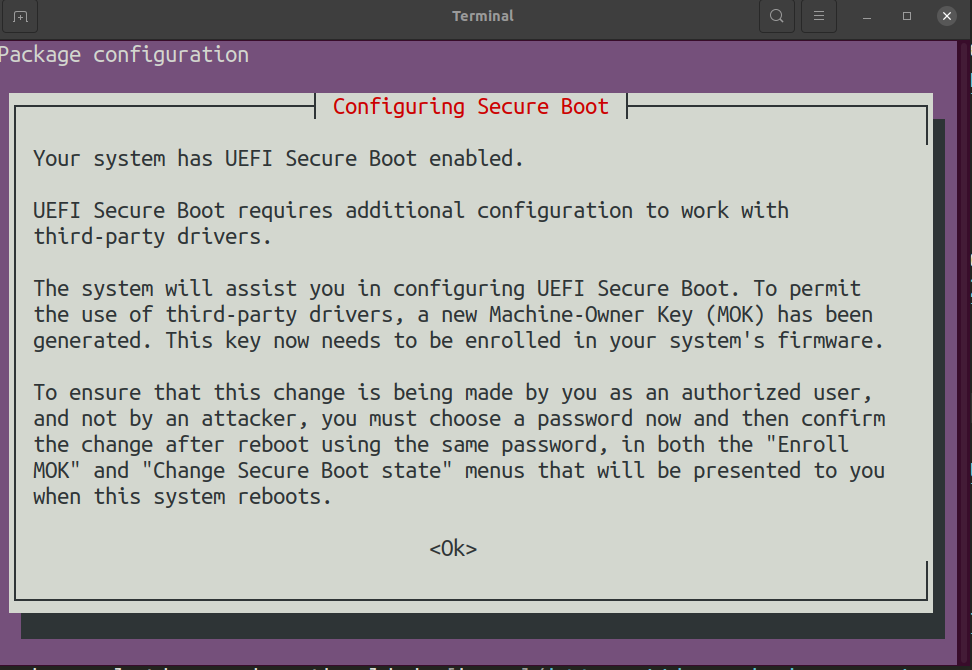 Terminal
Package configuration
Configuring Secure Boot
Your system has UEFI Secure Boot enabled.
UEFI Secure Boot requires additional configuration to work with
third-party drivers.
The system will assist you in configuring UEFI Secure Boot. To permit
the use of third-party drivers, a new Machine-Owner Key (MOK) has been
generated. This key now needs to be enrolled in your system's firmware.
To ensure that this change is being made by you as an authorized user,
and not by an attacker, you must choose a password now and then confirm
the change after reboot using the same password, in both the "Enroll
MOK" and "Change Secure Boot state" menus that will be presented to you
when this system reboots.
<Ok>